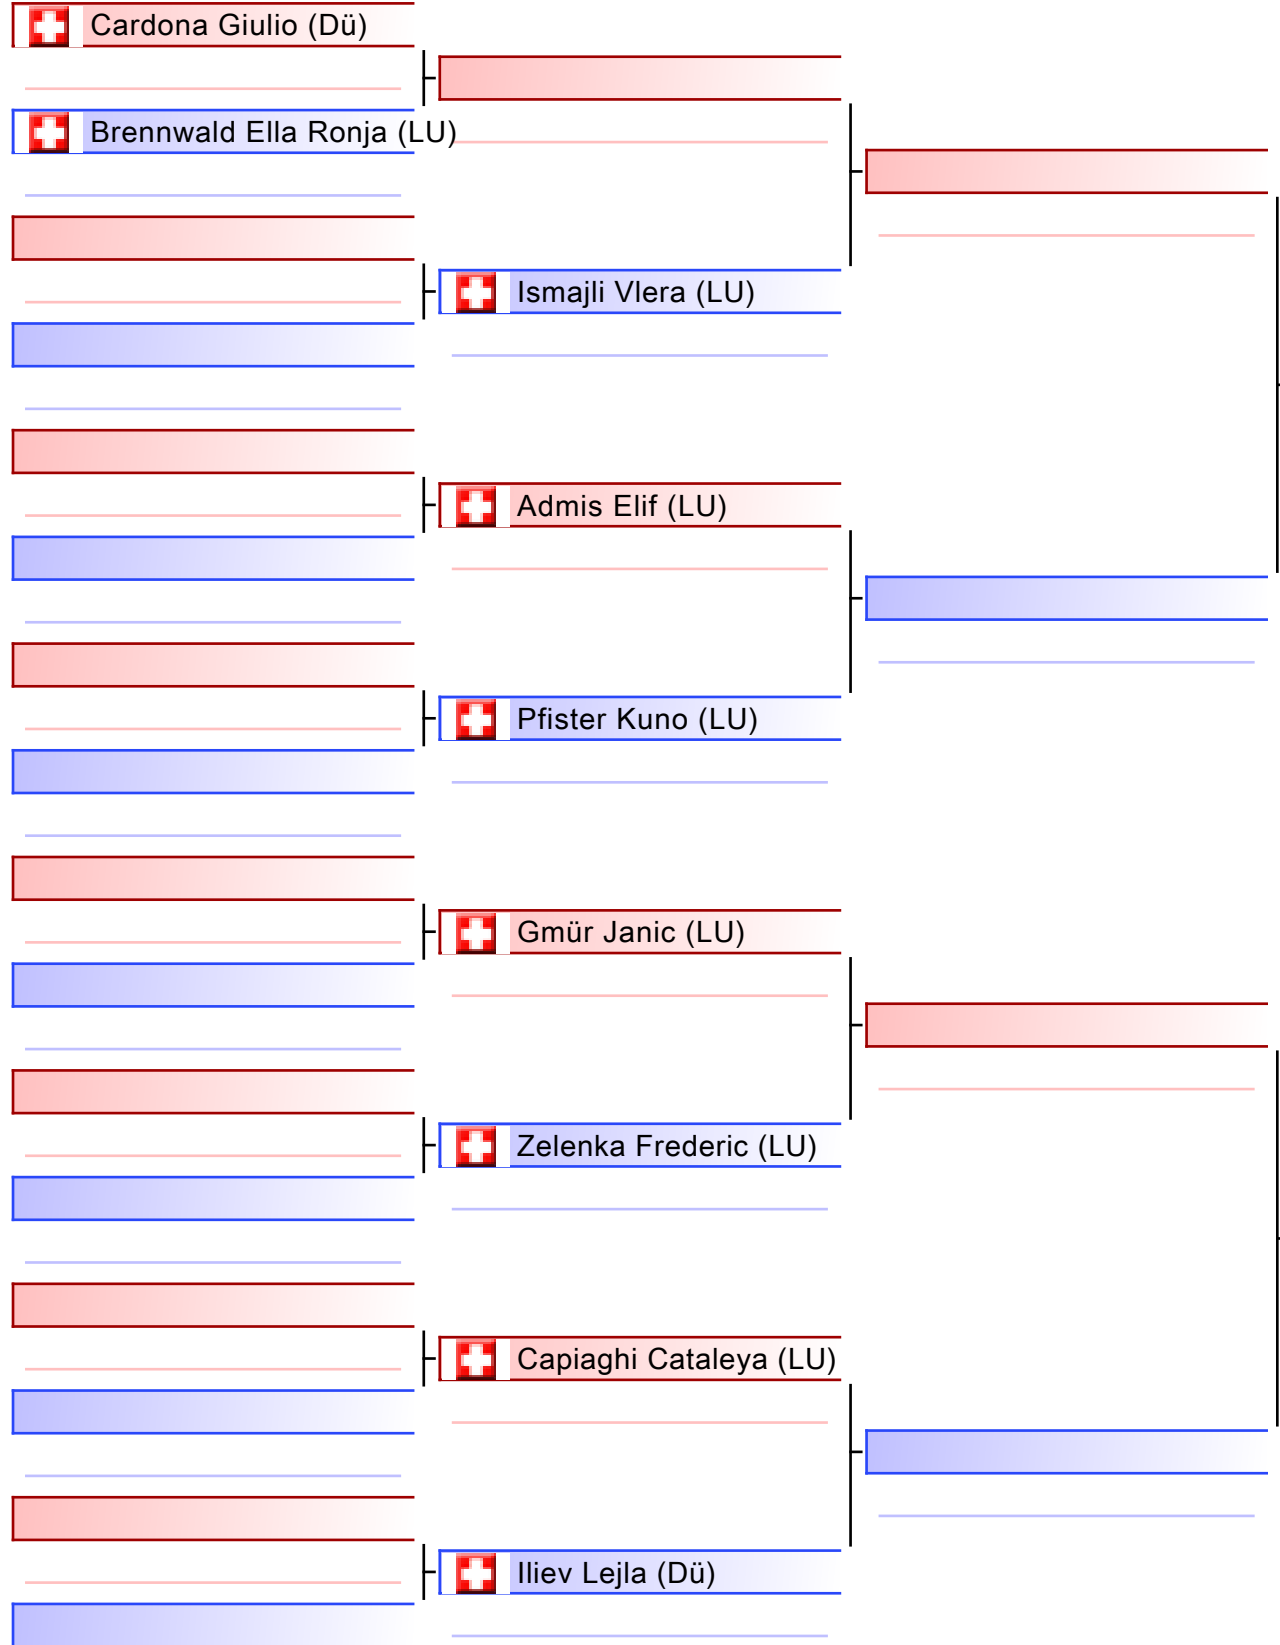 Cardona Giulio (Dü)
Brennwald Ella Ronja (LU)
Ismajli Vlera (LU)
Admis Elif (LU)
Pfister Kuno (LU)
Gmür Janic (LU)
Zelenka Frederic (LU)
Capiaghi Cataleya (LU)
Iliev Lejla (Dü)